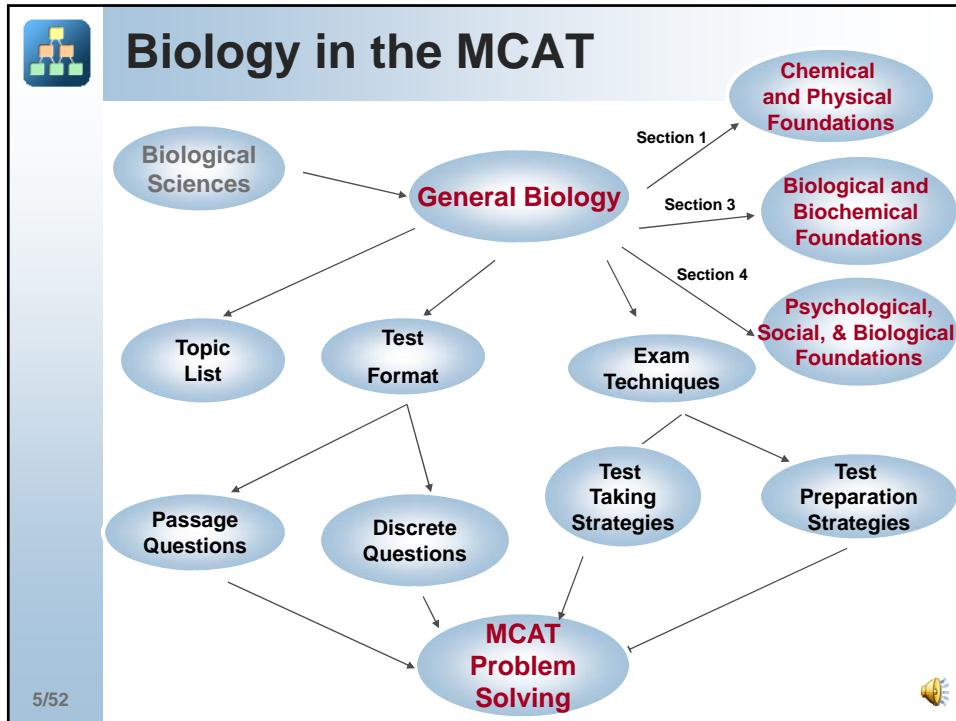 Biology in the MCAT
Chemical
and Physical
Foundations
Section 1
Biological
Sciences
General Biology
Section 3
Biological and
Biochemical
Foundations
Section 4
Psychological,
Social, & Biological
Foundations
Topic
List
Test
Format
Exam
Techniques
Passage
Questions
Discrete
Questions
Test
Taking
Strategies
Test
Preparation
Strategies
MCAT
Problem
Solving
5/52